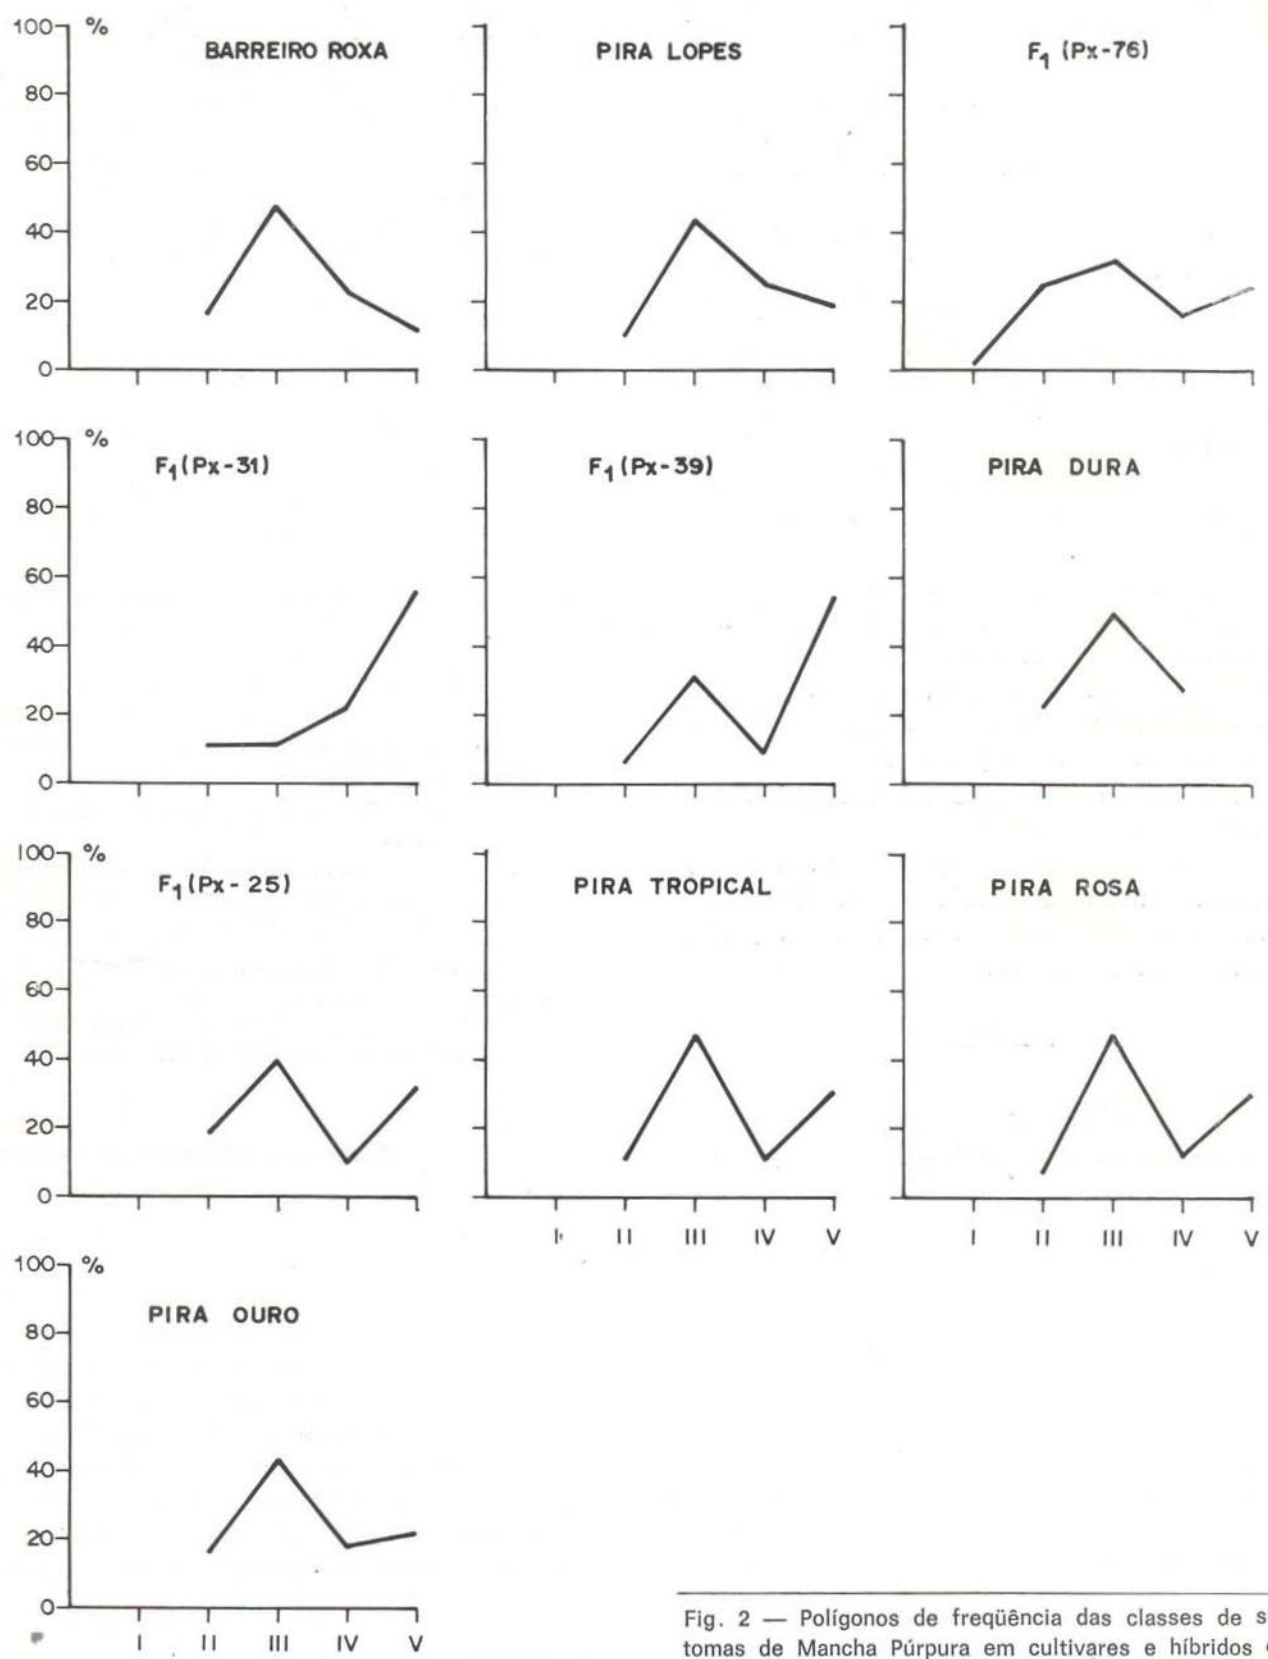 100 %
80
60
40
20
0
BARREIRO ROXA
PIRA LOPES
F₁ (Px-76)
100 %
80
60
40
20
0
F₁(Px-31)
F₁(Px-39)
PIRA DURA
100 %
80
60
40
20
0
F₁(Px-25)
PIRA TROPICAL
I II III IV V
PIRA ROSA
I II III IV V
100 %
80
60
40
20
0
PIRA OURO
I II III IV V
Fig. 2 — Polígonos de freqüência das classes de
tomas de Mancha Púrpura em cultivares e híbridos